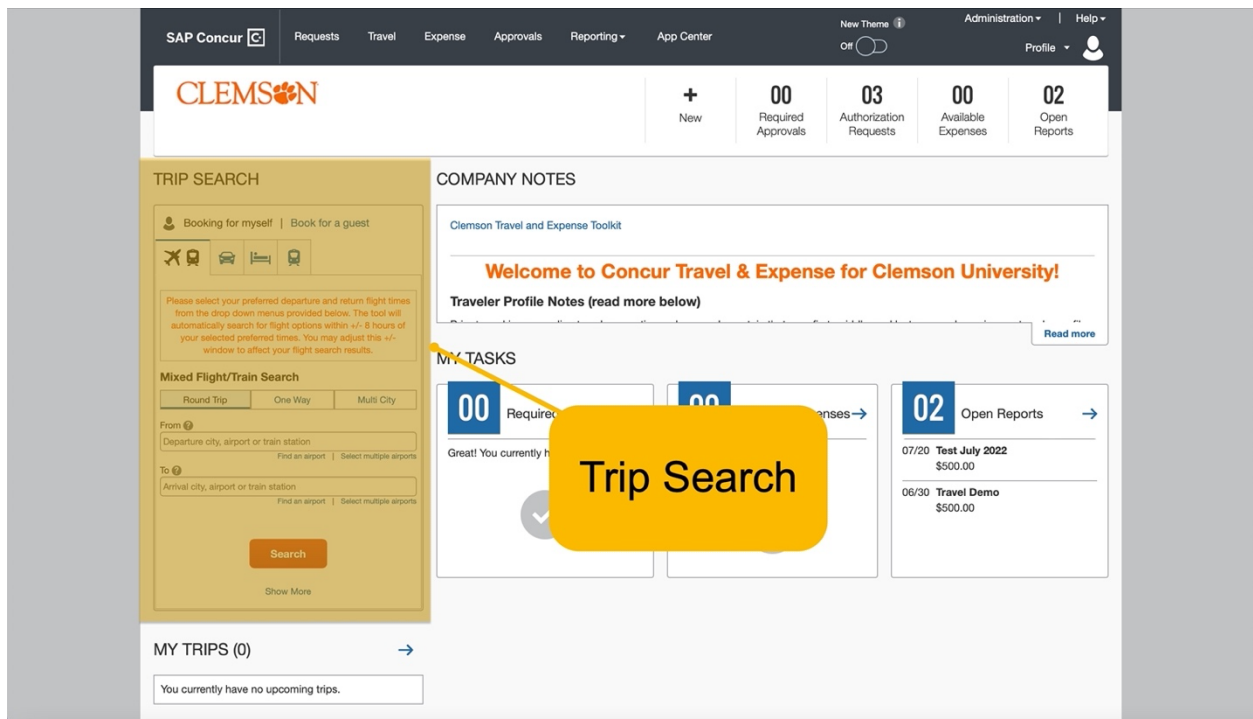 SAP Concur C Requests Travel Expense Approvals Reporting App Center
New Theme
Off
Administration | Help
Profile
CLEMSON
+
New
00
Required
Approvals
03
Authorization
Requests
00
Available
Expenses
02
Open
Reports
TRIP SEARCH
Booking for myself | Book for a guest
Please select your preferred departure and return flight times
from the drop down menus provided below. The tool will
automatically search for flight options within +/- 8 hours of
your selected preferred times. You may adjust this +/-
window to affect your flight search results.
Mixed Flight/Train Search
Round Trip One Way Multi City
From ?
Departure city, airport or train station
Find an airport | Select multiple airports
To ?
Arrival city, airport or train station
Find an airport | Select multiple airports
Search
Show More
MY TRIPS (0) →
You currently have no upcoming trips.
COMPANY NOTES
Clemson Travel and Expense Toolkit
Welcome to Concur Travel & Expense for Clemson University!
Traveler Profile Notes (read more below)
Read more
MY TASKS
00
Great! You currently
02 Open Reports →
07/20 Test July 2022
$500.00
06/30 Travel Demo
$500.00
Trip Search